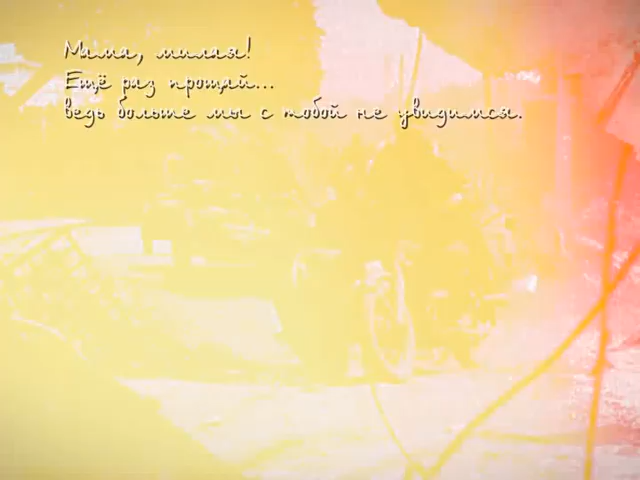 Мама, милая!
Ещё раз прощай...
ведь больше мы с тобой не увидимся.